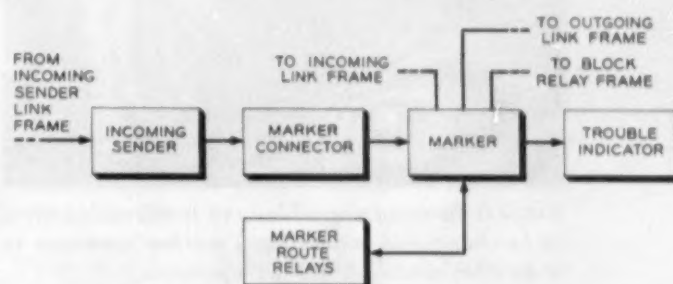 TO OUTGOING
LINK FRAME
FROM
INCOMING
SENDER
LINK
FRAME
TO INCOMING
LINK FRAME
TO BLOCK
RELAY FRAME
INCOMING
SENDER
MARKER
CONNECTOR
MARKER
TROUBLE
INDICATOR
MARKER
ROUTE
RELAYS